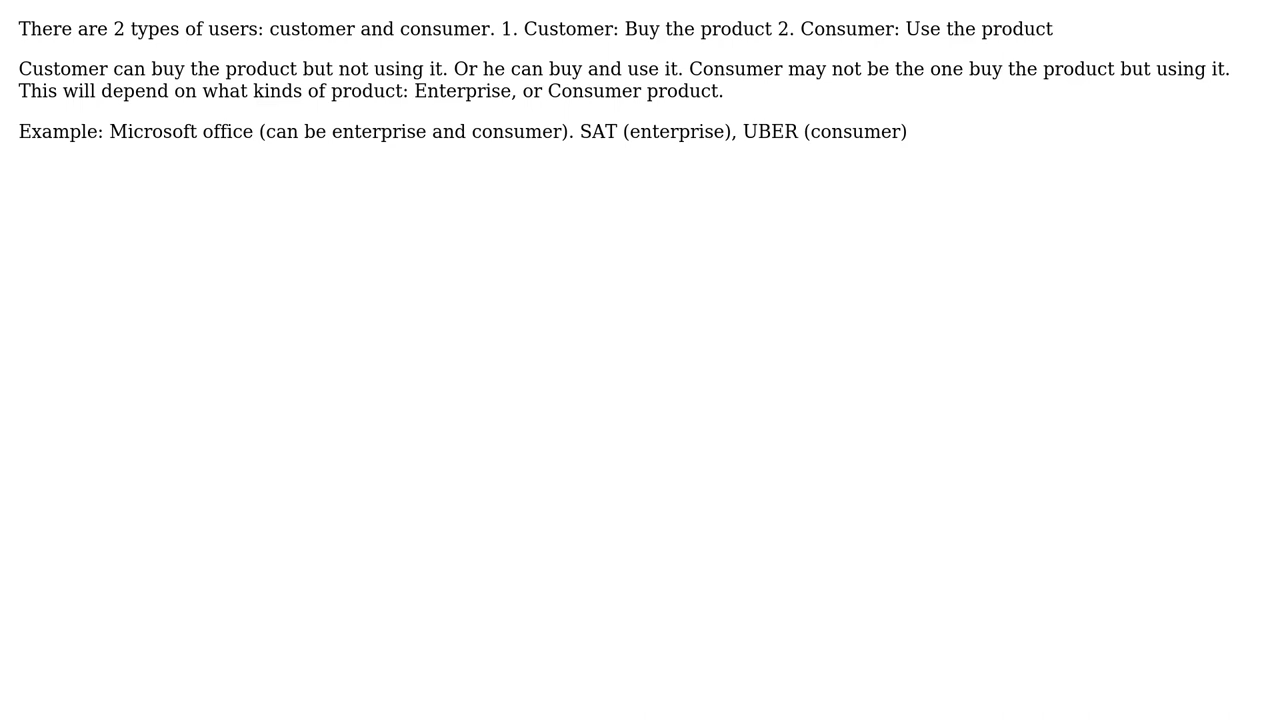 There are 2 types of users: customer and consumer. 1. Customer: Buy the product 2. Consumer: Use the product
Customer can buy the product but not using it. Or he can buy and use it. Consumer may not be the one buy the product but using it.
This will depend on what kinds of product: Enterprise, or Consumer product.
Example: Microsoft office (can be enterprise and consumer). SAT (enterprise), UBER (consumer)